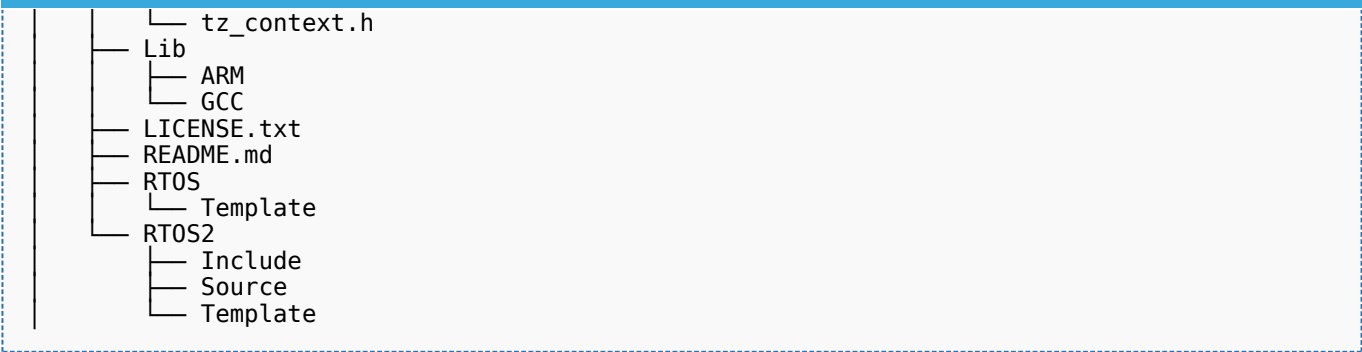 │   │   └── tz_context.h
│   ├── Lib
│   │   ├── ARM
│   │   └── GCC
│   ├── LICENSE.txt
│   ├── README.md
│   ├── RTOS
│   │   └── Template
│   └── RTOS2
│       ├── Include
│       ├── Source
│       └── Template